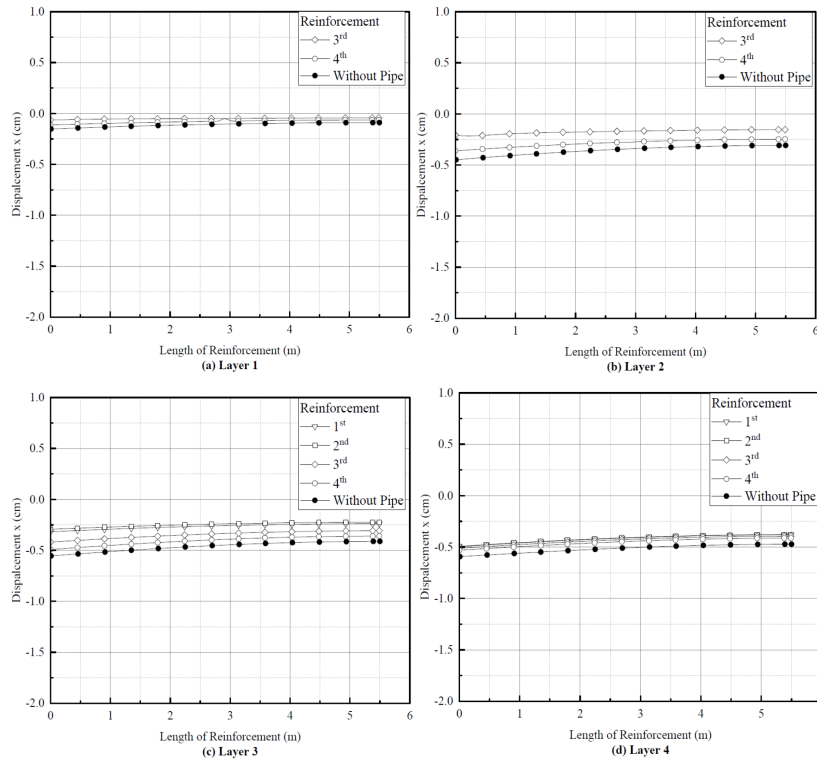 Reinforcement
3rd
4th
Without Pipe
1.0
0.5
0.0
-0.5
-1.0
-1.5
-2.0
Dispalcement x (cm)
0 1 2 3 4 5 6
Length of Reinforcement (m)
(a) Layer 1
Reinforcement
3rd
4th
Without Pipe
1.0
0.5
0.0
-0.5
-1.0
-1.5
-2.0
Dispalcement x (cm)
0 1 2 3 4 5 6
Length of Reinforcement (m)
(b) Layer 2
Reinforcement
1st
2nd
3rd
4th
Without Pipe
1.0
0.5
0.0
-0.5
-1.0
-1.5
-2.0
Dispalcement x (cm)
0 1 2 3 4 5 6
Length of Reinforcement (m)
(c) Layer 3
Reinforcement
1st
2nd
3rd
4th
Without Pipe
1.0
0.5
0.0
-0.5
-1.0
-1.5
-2.0
Dispalcement x (cm)
0 1 2 3 4 5 6
Length of Reinforcement (m)
(d) Layer 4